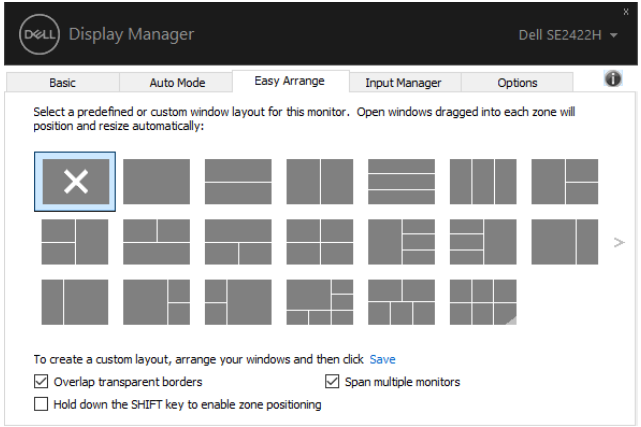 x
DELL Display Manager Dell SE2422H
Basic Auto Mode Easy Arrange Input Manager Options
Select a predefined or custom window layout for this monitor. Open windows dragged into each zone will
position and resize automatically:
To create a custom layout, arrange your windows and then click Save
Overlap transparent borders Span multiple monitors
Hold down the SHIFT key to enable zone positioning